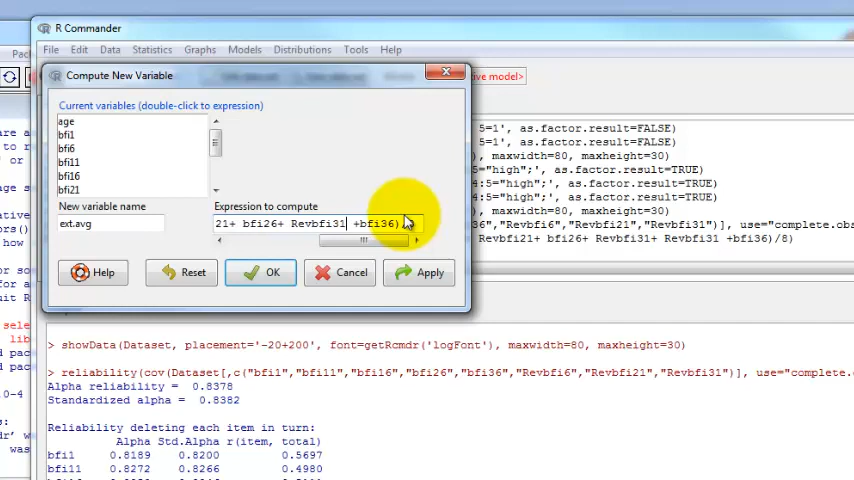 R Commander
File Edit Data Statistics Graphs Models Distributions Tools Help
Compute New Variable
tive model>
Current variables (double-click to expression)
age
bfi1
bfi6
bfi11
bfi16
bfi21
New variable name
Expression to compute
ext.avg
21+ bfi26+ Revbfi31 +bfi36)
Help Reset OK Cancel Apply
5=1', as.factor.result=FALSE)
5=1', as.factor.result=FALSE)
), maxwidth=80, maxheight=30)
5="high";', as.factor.result=TRUE)
4:5="high";', as.factor.result=TRUE)
4:5="high";', as.factor.result=TRUE)
), maxwidth=80, maxheight=30)
36","Revbfi6","Revbfi21","Revbfi31")], use="complete.obs
Revbfi21+ bfi26+ Revbfi31+ Revbfi31 +bfi36)/8)
> showData(Dataset, placement='-20+200', font=getRcmdr('logFont'), maxwidth=80, maxheight=30)
> reliability(cov(Dataset[,c("bfi1","bfi11","bfi16","bfi26","bfi36","Revbfi6","Revbfi21","Revbfi31")], use="complete.o
Alpha reliability = 0.8378
Standardized alpha = 0.8382
Reliability deleting each item in turn:
Alpha Std.Alpha r(item, total)
bfi1 0.8189 0.8200 0.5697
bfi11 0.8272 0.8266 0.4980